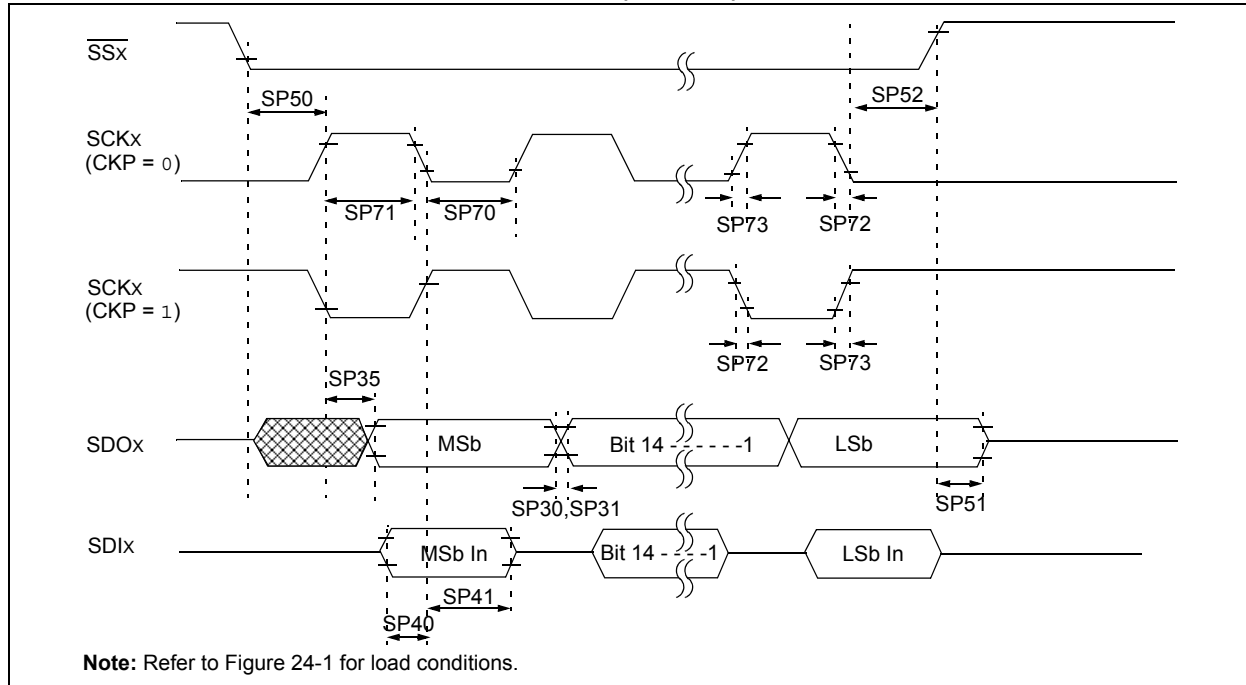 SSx
SP50
SP52
SCKx
(CKP = 0)
SP71
SP70
SP73
SP72
SCKx
(CKP = 1)
SP72
SP73
SP35
SDOx
MSb
Bit 14 - - - - - -1
LSb
SP30,SP31
SP51
SDIx
MSb In
Bit 14 - - - -1
LSb In
SP41
SP40
Note: Refer to Figure 24-1 for load conditions.